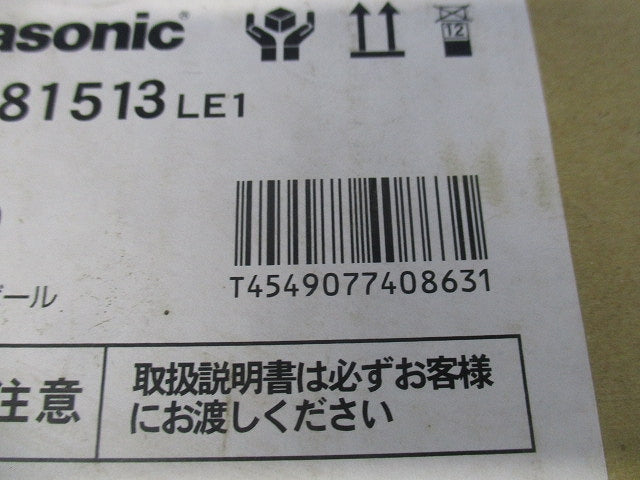 asonic®
12
81513 LE1
T4549077408631
ール
注意
取扱説明書は必ずお客様
にお渡しください